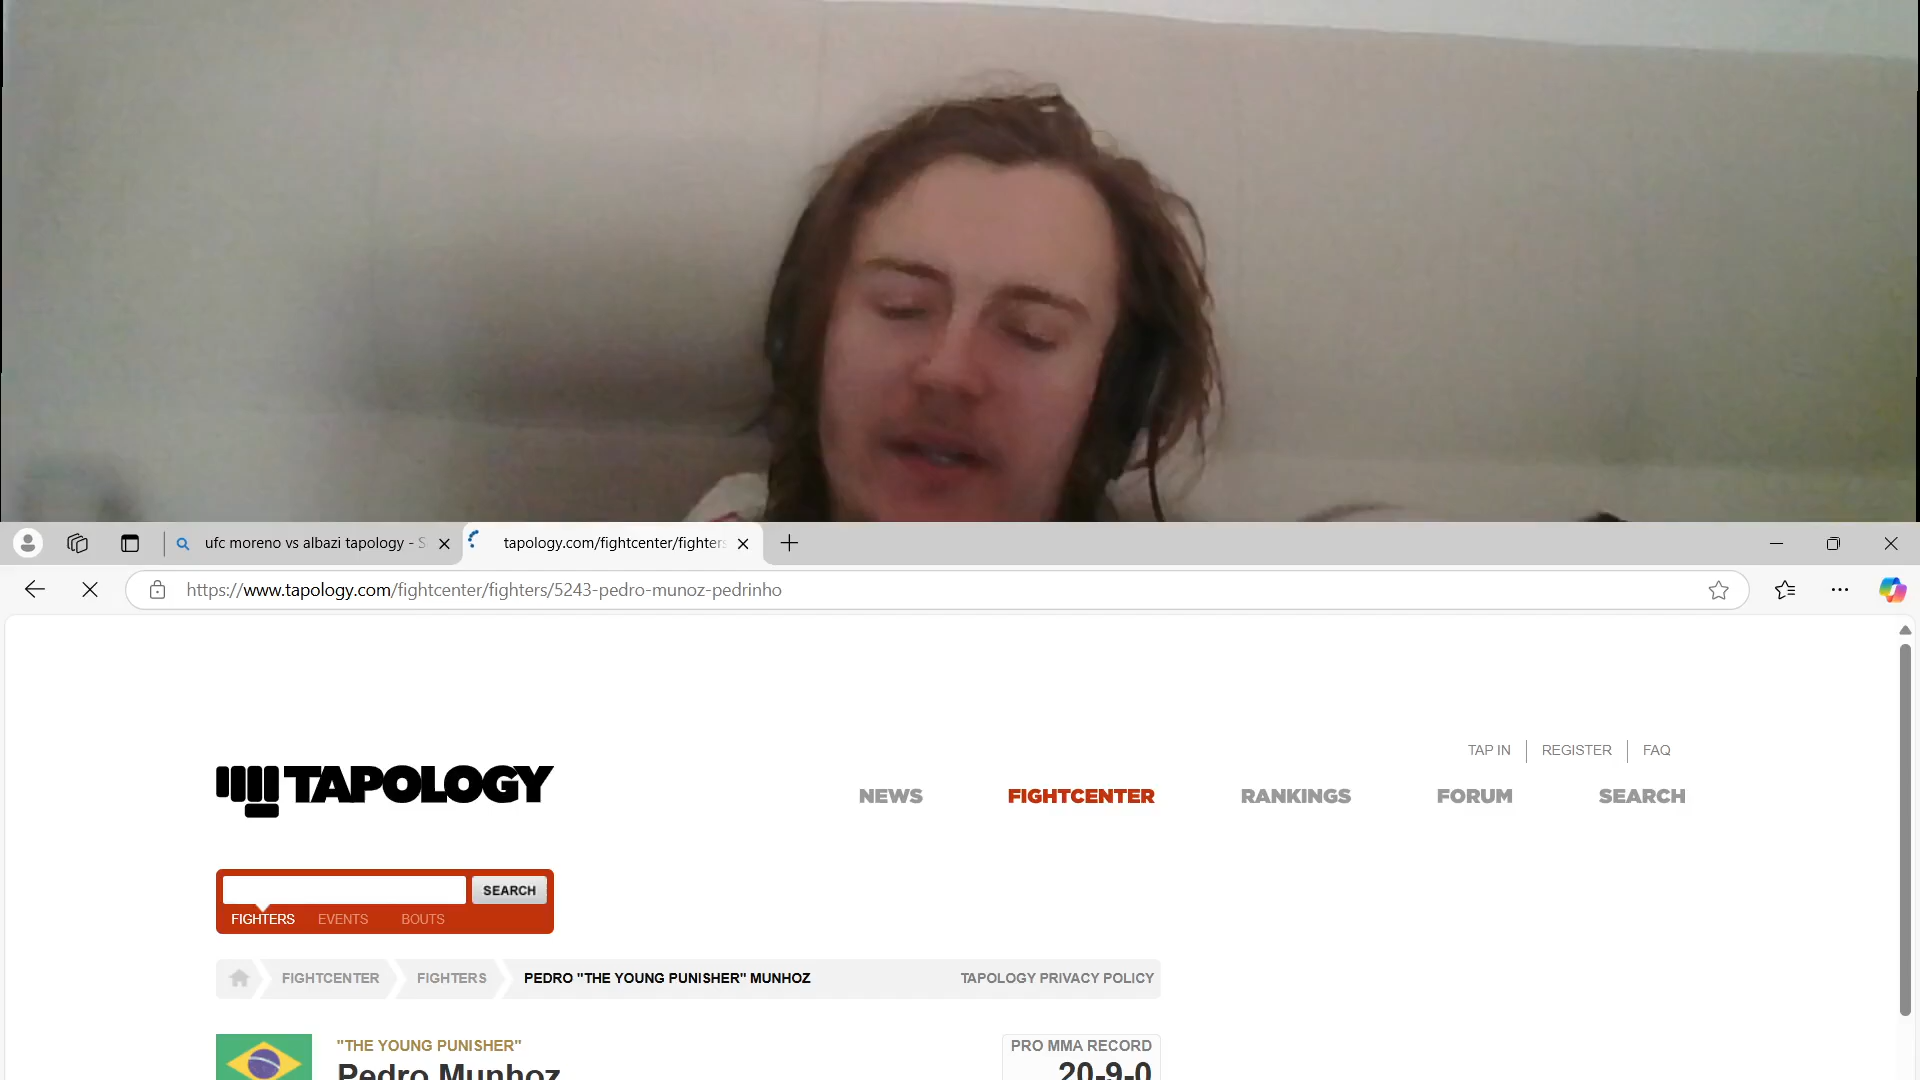 ufc moreno vs albazi tapology - S
tapology.com/fightcenter/fighters
https://www.tapology.com/fightcenter/fighters/5243-pedro-munoz-pedrinho
TAP IN REGISTER FAQ
TAPOLOGY
NEWS FIGHTCENTER RANKINGS FORUM SEARCH
SEARCH
FIGHTERS EVENTS BOUTS
FIGHTCENTER FIGHTERS PEDRO "THE YOUNG PUNISHER" MUNHOZ TAPOLOGY PRIVACY POLICY
"THE YOUNG PUNISHER" PRO MMA RECORD
Pedro Munhoz 20-9-0